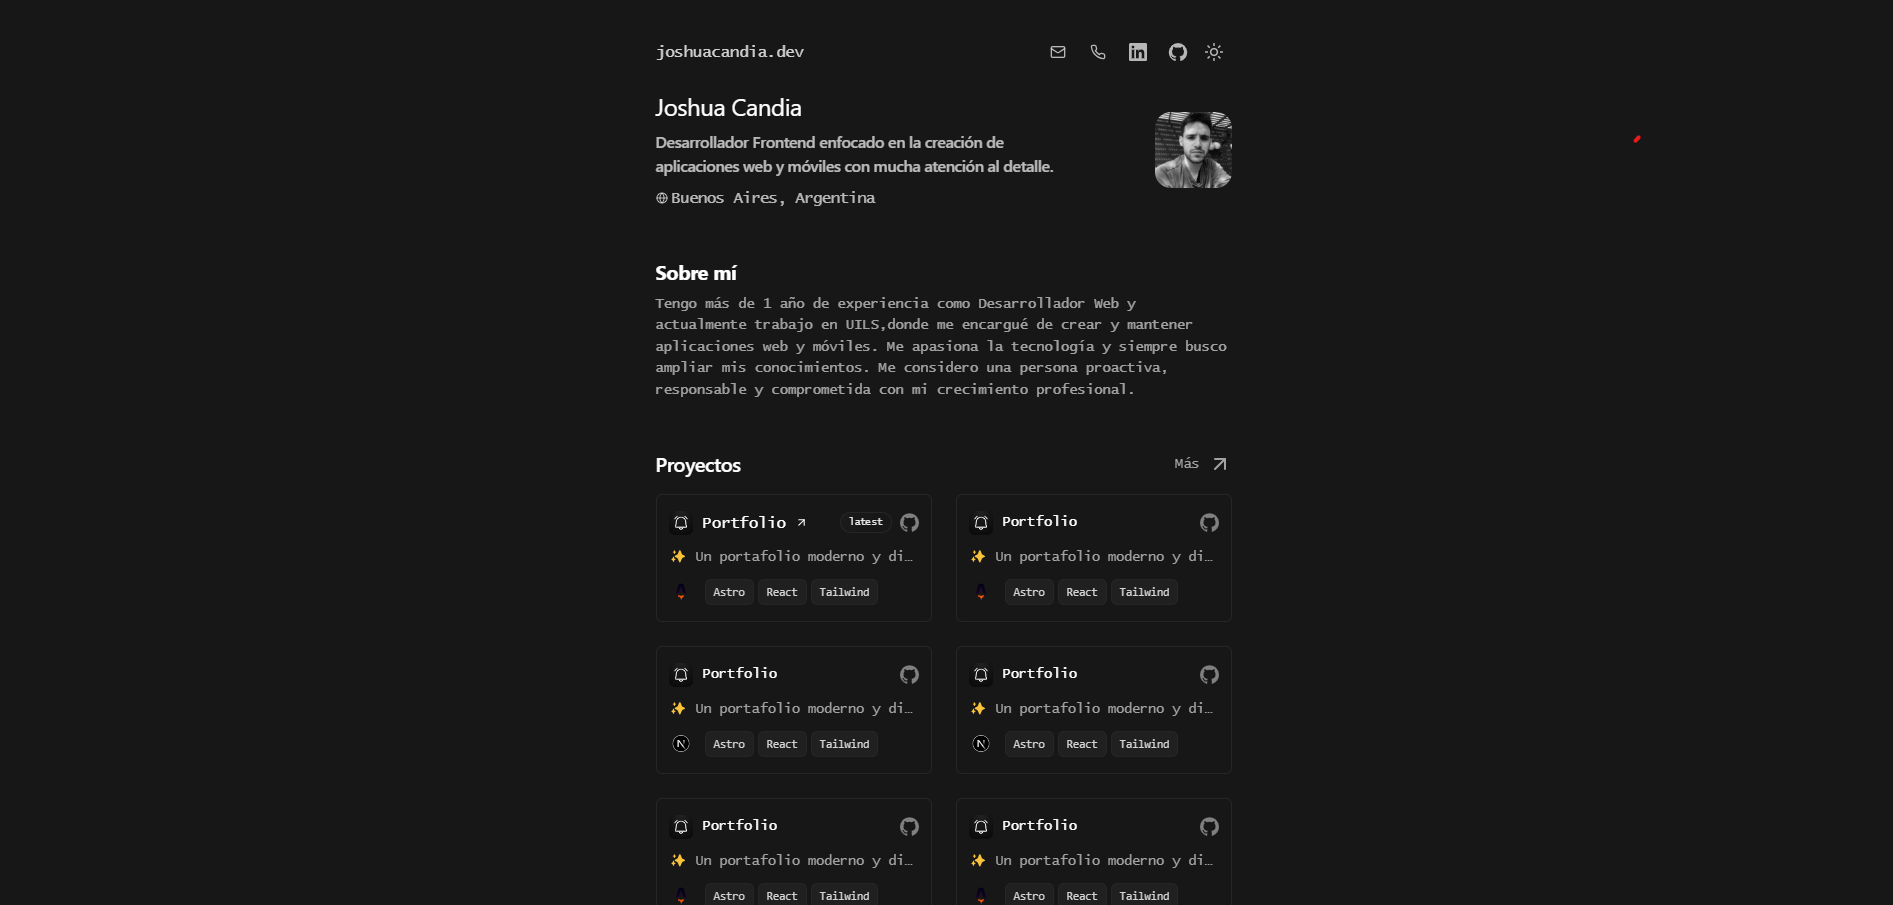 joshuacandia.dev
Joshua Candia
Desarrollador Frontend enfocado en la creación de
aplicaciones web y móviles con mucha atención al detalle.
Buenos Aires, Argentina
Sobre mí
Tengo más de 1 año de experiencia como Desarrollador Web y
actualmente trabajo en UILS,donde me encargué de crear y mantener
aplicaciones web y móviles. Me apasiona la tecnología y siempre busco
ampliar mis conocimientos. Me considero una persona proactiva,
responsable y comprometida con mi crecimiento profesional.
Proyectos
Más
Portfolio
latest
✨ Un portafolio moderno y di…
Astro React Tailwind
Portfolio
✨ Un portafolio moderno y di…
Astro React Tailwind
Portfolio
✨ Un portafolio moderno y di…
Astro React Tailwind
Portfolio
✨ Un portafolio moderno y di…
Astro React Tailwind
Portfolio
✨ Un portafolio moderno y di…
Astro React Tailwind
Portfolio
✨ Un portafolio moderno y di…
Astro React Tailwind